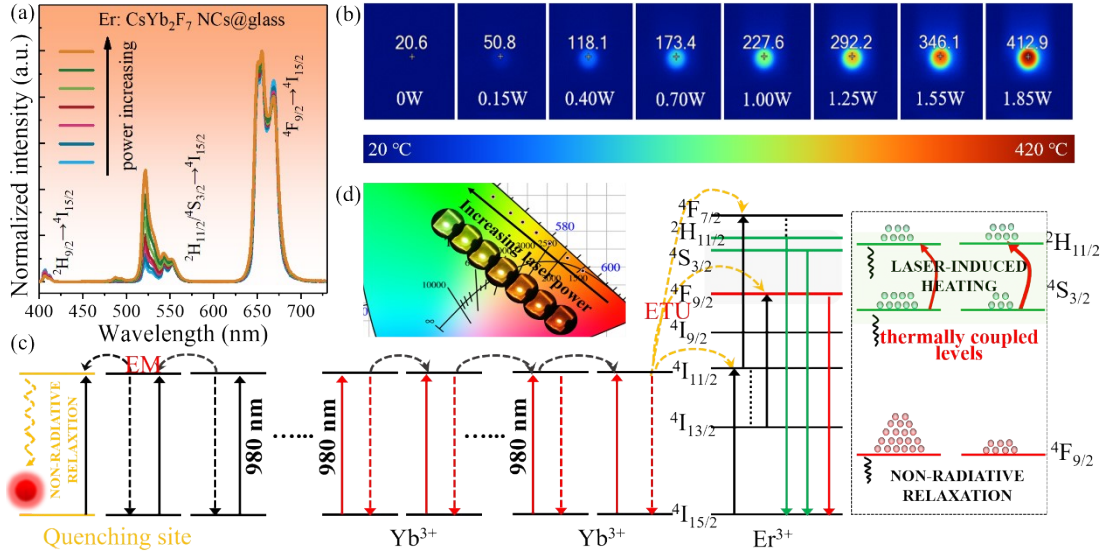 (a)
Er: CsYb₂F₇ NCs@glass
power increasing
²H₉/₂→⁴I₁₅/₂
²H₁₁/₂/⁴S₃/₂→⁴I₁₅/₂
⁴F₉/₂→⁴I₁₅/₂
Normalized intensity (a.u.)
400 450 500 550 600 650 700
Wavelength (nm)
(b)
20.6 50.8 118.1 173.4 227.6 292.2 346.1 412.9
0W 0.15W 0.40W 0.70W 1.00W 1.25W 1.55W 1.85W
20 °C 420 °C
(d)
Increasing laser power
580
600
2500
10000
∞
(c)
EM
ETU
NON-RADIATIVE
RELAXATION
980 nm
......
980 nm
......
980 nm
Quenching site
Yb³⁺
Yb³⁺
Er³⁺
⁴F₇/₂
²H₁₁/₂
⁴S₃/₂
⁴F₉/₂
⁴I₉/₂
⁴I₁₁/₂
⁴I₁₃/₂
⁴I₁₅/₂
²H₁₁/₂
LASER-INDUCED
HEATING
⁴S₃/₂
thermally coupled
levels
⁴F₉/₂
NON-RADIATIVE
RELAXATION